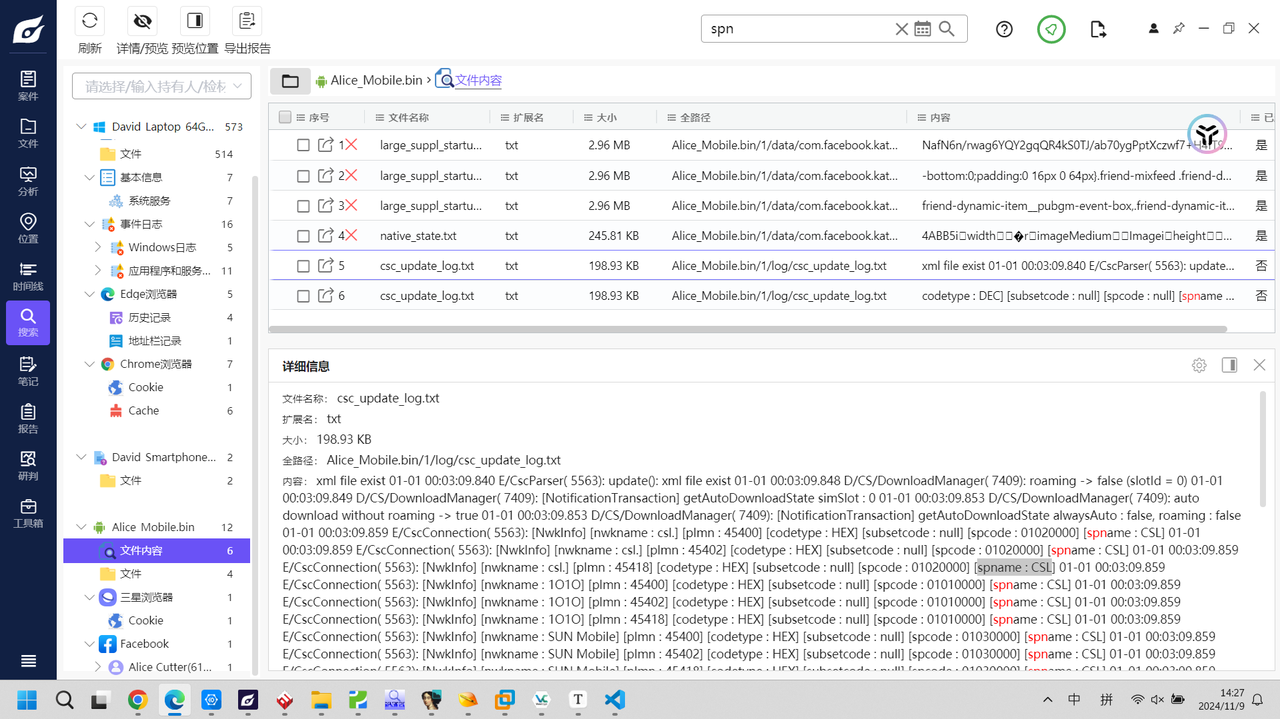 spn
刷新 详情/预览 预览位置 导出报告
案件
文件
分析
位置
时间线
搜索
笔记
报告
研判
工具箱
请选择/输入持有人/检材
David Laptop 64G... 573
文件 514
基本信息 7
系统服务 7
事件日志 16
Windows日志 5
应用程序和服务... 11
Edge浏览器 5
历史记录 4
地址栏记录 1
Chrome浏览器 7
Cookie 1
Cache 6
David Smartphone... 2
文件 2
Alice Mobile.bin 12
文件内容 6
文件 4
三星浏览器 1
Cookie 1
Facebook 1
Alice Cutter(61... 1
Alice_Mobile.bin › 文件内容
序号 文件名称 扩展名 大小 全路径 内容 已
1 large_suppl_startu... txt 2.96 MB Alice_Mobile.bin/1/data/com.facebook.kat... 是
2 large_suppl_startu... txt 2.96 MB Alice_Mobile.bin/1/data/com.facebook.kat... -bottom:0;padding:0 16px 0 64px}.friend-mixfeed .friend-d... 是
3 large_suppl_startu... txt 2.96 MB Alice_Mobile.bin/1/data/com.facebook.kat... friend-dynamic-item__pubgm-event-box,.friend-dynamic-it... 是
4 native_state.txt txt 245.81 KB Alice_Mobile.bin/1/data/com.facebook.kat... 4ABB5i□width□□�r□imageMedium□□Imagei□height□□... 是
5 csc_update_log.txt txt 198.93 KB Alice_Mobile.bin/1/log/csc_update_log.txt xml file exist 01-01 00:03:09.840 E/CscParser( 5563): update... 否
6 csc_update_log.txt txt 198.93 KB Alice_Mobile.bin/1/log/csc_update_log.txt codetype : DEC] [subsetcode : null] [spcode : null] [spname ... 否
详细信息
文件名称: csc_update_log.txt
扩展名: txt
大小: 198.93 KB
全路径: Alice_Mobile.bin/1/log/csc_update_log.txt
内容: xml file exist 01-01 00:03:09.840 E/CscParser( 5563): update(): xml file exist 01-01 00:03:09.848 D/CS/DownloadManager( 7409): roaming -> false (slotId = 0) 01-01
00:03:09.849 D/CS/DownloadManager( 7409): [NotificationTransaction] getAutoDownloadState simSlot : 0 01-01 00:03:09.853 D/CS/DownloadManager( 7409): auto
download without roaming -> true 01-01 00:03:09.853 D/CS/DownloadManager( 7409): [NotificationTransaction] getAutoDownloadState alwaysAuto : false, roaming : false
01-01 00:03:09.859 E/CscConnection( 5563): [NwkInfo] [nwkname : csl.] [plmn : 45400] [codetype : HEX] [subsetcode : null] [spcode : 01020000] [spname : CSL] 01-01
00:03:09.859 E/CscConnection( 5563): [NwkInfo] [nwkname : csl.] [plmn : 45402] [codetype : HEX] [subsetcode : null] [spcode : 01020000] [spname : CSL] 01-01 00:03:09.859
E/CscConnection( 5563): [NwkInfo] [nwkname : csl.] [plmn : 45418] [codetype : HEX] [subsetcode : null] [spcode : 01020000] [spname : CSL] 01-01 00:03:09.859
E/CscConnection( 5563): [NwkInfo] [nwkname : 1O1O] [plmn : 45400] [codetype : HEX] [subsetcode : null] [spcode : 01010000] [spname : CSL] 01-01 00:03:09.859
E/CscConnection( 5563): [NwkInfo] [nwkname : 1O1O] [plmn : 45402] [codetype : HEX] [subsetcode : null] [spcode : 01010000] [spname : CSL] 01-01 00:03:09.859
E/CscConnection( 5563): [NwkInfo] [nwkname : 1O1O] [plmn : 45418] [codetype : HEX] [subsetcode : null] [spcode : 01010000] [spname : CSL] 01-01 00:03:09.859
E/CscConnection( 5563): [NwkInfo] [nwkname : SUN Mobile] [plmn : 45400] [codetype : HEX] [subsetcode : null] [spcode : 01030000] [spname : CSL] 01-01 00:03:09.859
E/CscConnection( 5563): [NwkInfo] [nwkname : SUN Mobile] [plmn : 45402] [codetype : HEX] [subsetcode : null] [spcode : 01030000] [spname : CSL] 01-01 00:03:09.859
E/CscConnection( 5563): [NwkInfo] [nwkname : SUN Mobile] [plmn : 45418] [codetype : HEX] [subsetcode : null] [spcode : 01030000] [spname : CSL] 01-01 00:03:09.859
中 拼 14:27
2024/11/9